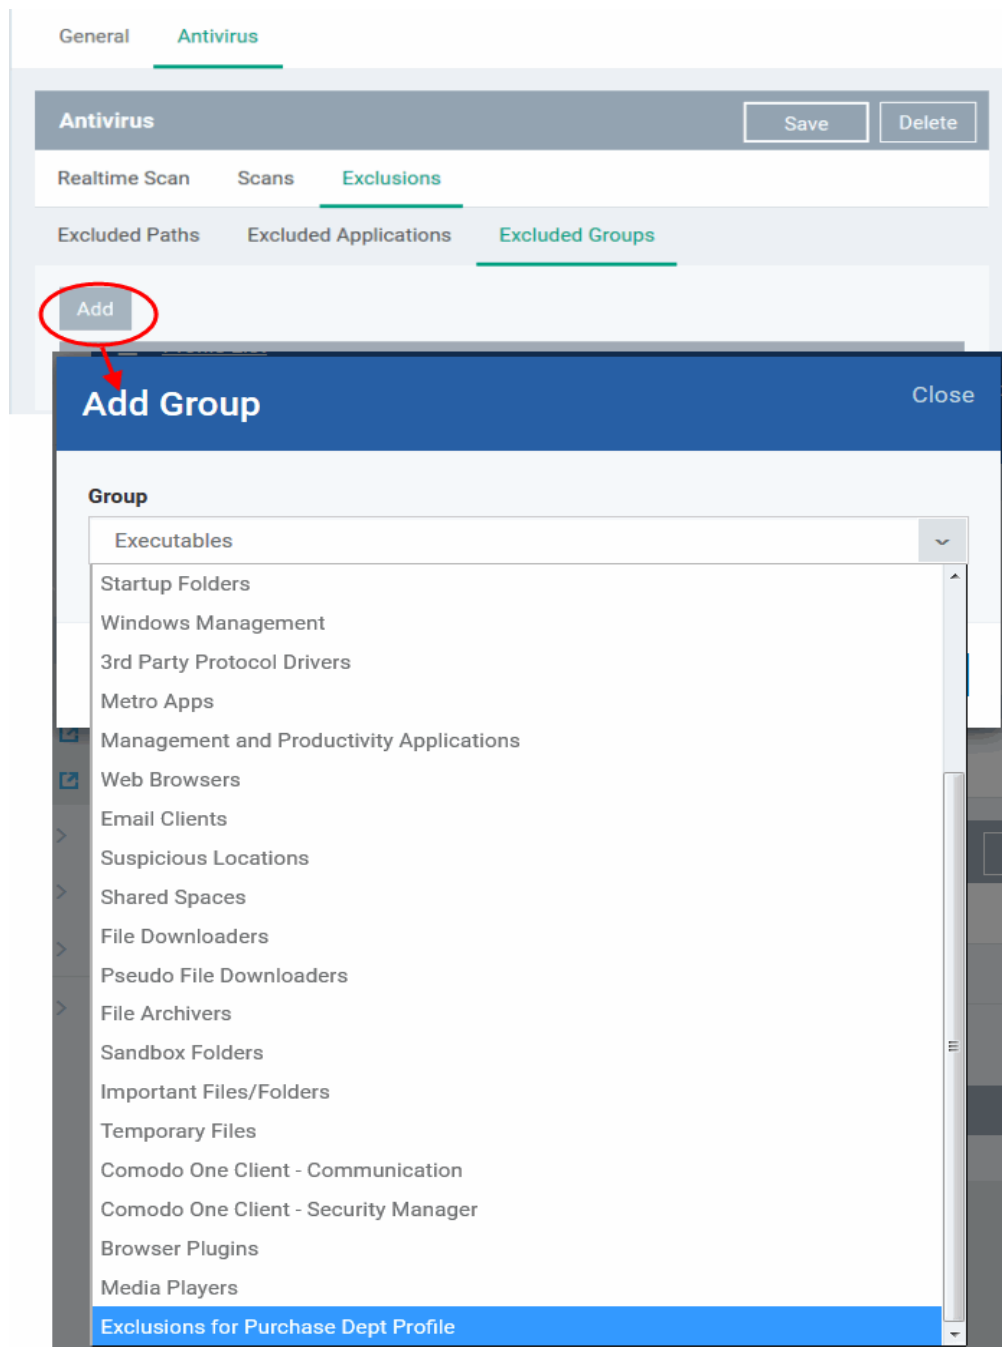 General Antivirus
Antivirus Save Delete
Realtime Scan Scans Exclusions
Excluded Paths Excluded Applications Excluded Groups
Add
Add Group Close
Group
Executables
Startup Folders
Windows Management
3rd Party Protocol Drivers
Metro Apps
Management and Productivity Applications
Web Browsers
Email Clients
Suspicious Locations
Shared Spaces
File Downloaders
Pseudo File Downloaders
File Archivers
Sandbox Folders
Important Files/Folders
Temporary Files
Comodo One Client - Communication
Comodo One Client - Security Manager
Browser Plugins
Media Players
Exclusions for Purchase Dept Profile